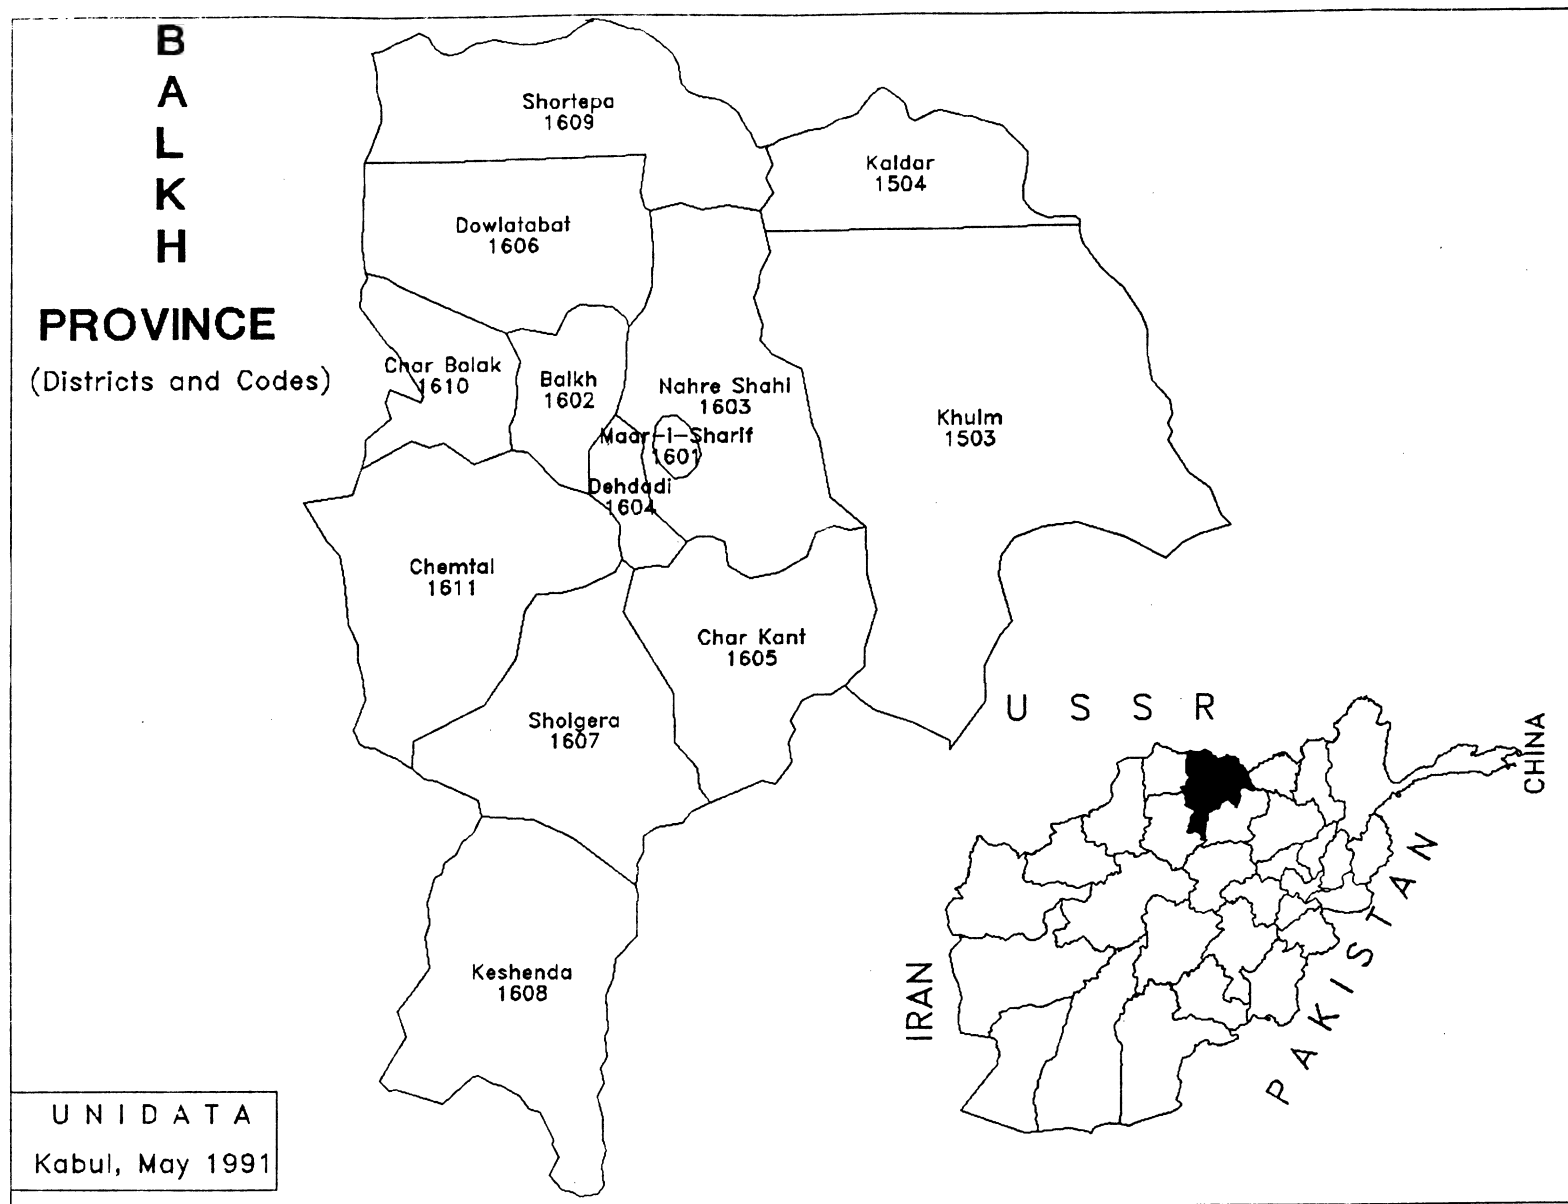 BALKH
PROVINCE
(Districts and Codes)
Shortepa
1609
Kaldar
1504
Dowlatabat
1606
Char Bolak
1610
Balkh
1602
Nahre Shahi
1603
Khulm
1503
Maar-i-Sharif
1601
Dehdadi
1604
Chemtal
1611
Char Kant
1605
Sholgera
1607
Keshenda
1608
USSR
CHINA
IRAN
PAKISTAN
UNIDATA
Kabul, May 1991